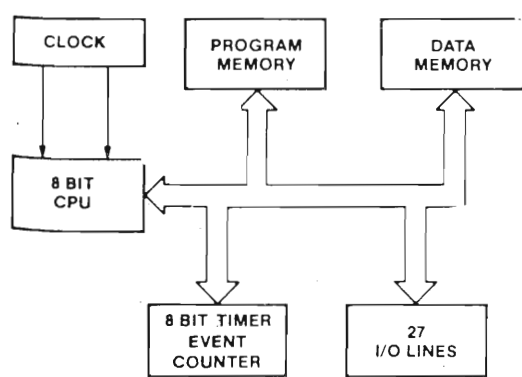 CLOCK
PROGRAM
MEMORY
DATA
MEMORY
8 BIT
CPU
8 BIT TIMER
EVENT
COUNTER
27
I/O LINES